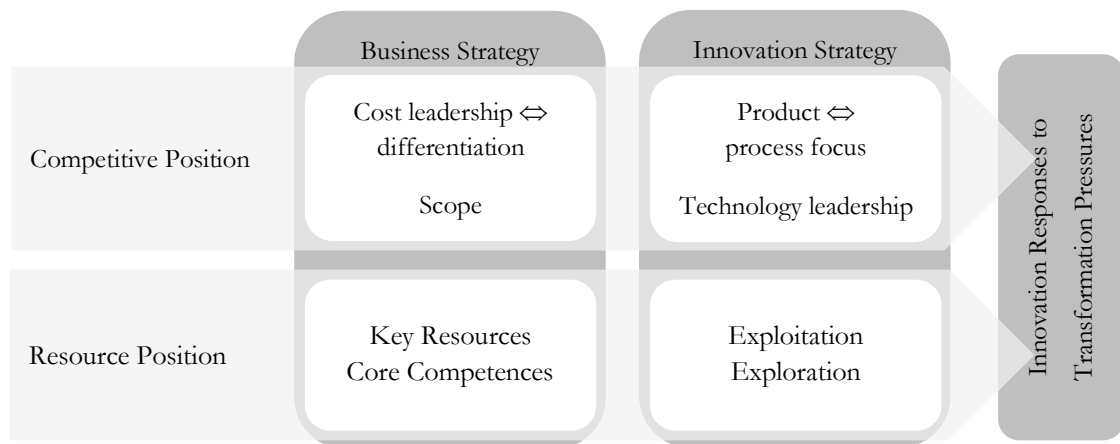 Business Strategy
Innovation Strategy
Competitive Position
Cost leadership ⇔
differentiation
Scope
Product ⇔
process focus
Technology leadership
Resource Position
Key Resources
Core Competences
Exploitation
Exploration
Innovation Responses to
Transformation Pressures